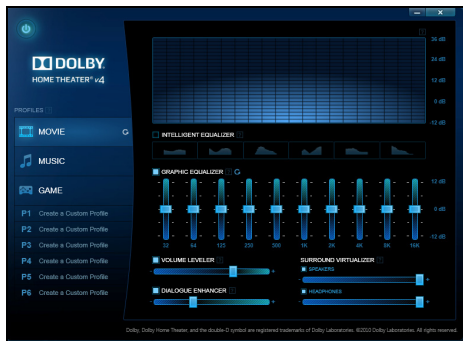 DOLBY
HOME THEATER® v4
PROFILES
MOVIE
MUSIC
GAME
P1 Create a Custom Profile
P2 Create a Custom Profile
P3 Create a Custom Profile
P4 Create a Custom Profile
P5 Create a Custom Profile
P6 Create a Custom Profile
36 dB
24 dB
12 dB
0 dB
-12 dB
INTELLIGENT EQUALIZER
GRAPHIC EQUALIZER
12 dB
0 dB
-12 dB
32 64 125 250 500 1K 2K 4K 8K 16K
VOLUME LEVELER
- +
DIALOGUE ENHANCER
- +
SURROUND VIRTUALIZER
SPEAKERS
- +
HEADPHONES
- +
Dolby, Dolby Home Theater, and the double-D symbol are registered trademarks of Dolby Laboratories. ©2010 Dolby Laboratories. All rights reserved.